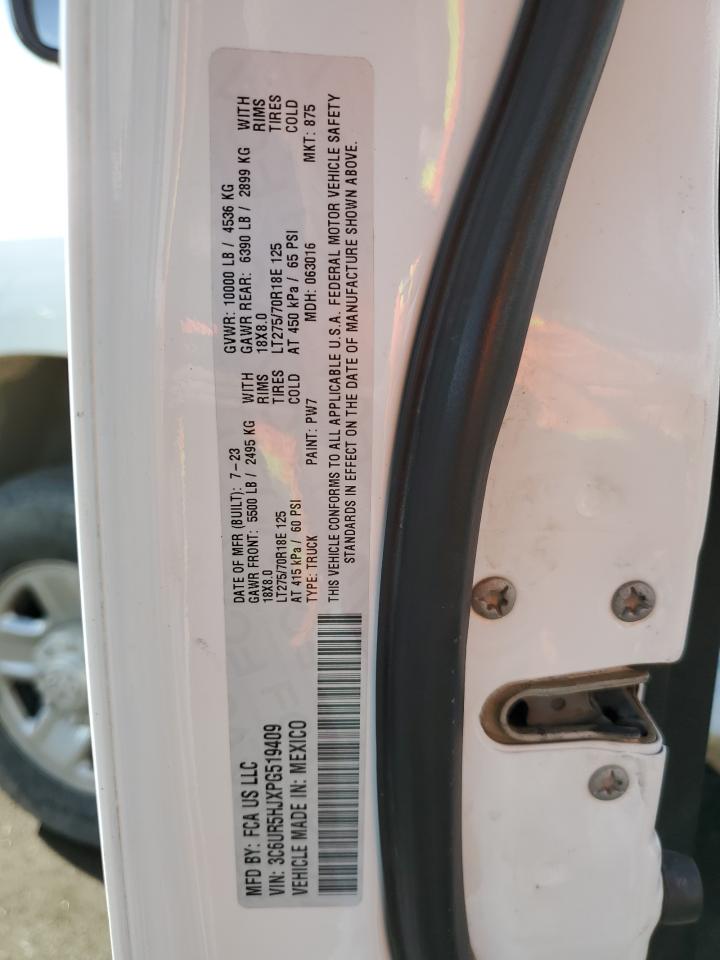 MFD BY: FCA US LLC
VIN: 3C6UR5HJXPG519409
VEHICLE MADE IN: MEXICO
DATE OF MFR (BUILT): 7-23 GVWR: 10000 LB / 4536 KG
GAWR FRONT: 5500 LB / 2495 KG WITH GAWR REAR: 6390 LB / 2899 KG WITH
18X8.0 RIMS 18X8.0 RIMS
LT275/70R18E 125 TIRES LT275/70R18E 125 TIRES
AT 415 kPa / 60 PSI COLD AT 450 kPa / 65 PSI COLD
TYPE: TRUCK PAINT: PW7 MDH: 063016 MKT: 875
THIS VEHICLE CONFORMS TO ALL APPLICABLE U.S.A. FEDERAL MOTOR VEHICLE SAFETY
STANDARDS IN EFFECT ON THE DATE OF MANUFACTURE SHOWN ABOVE.